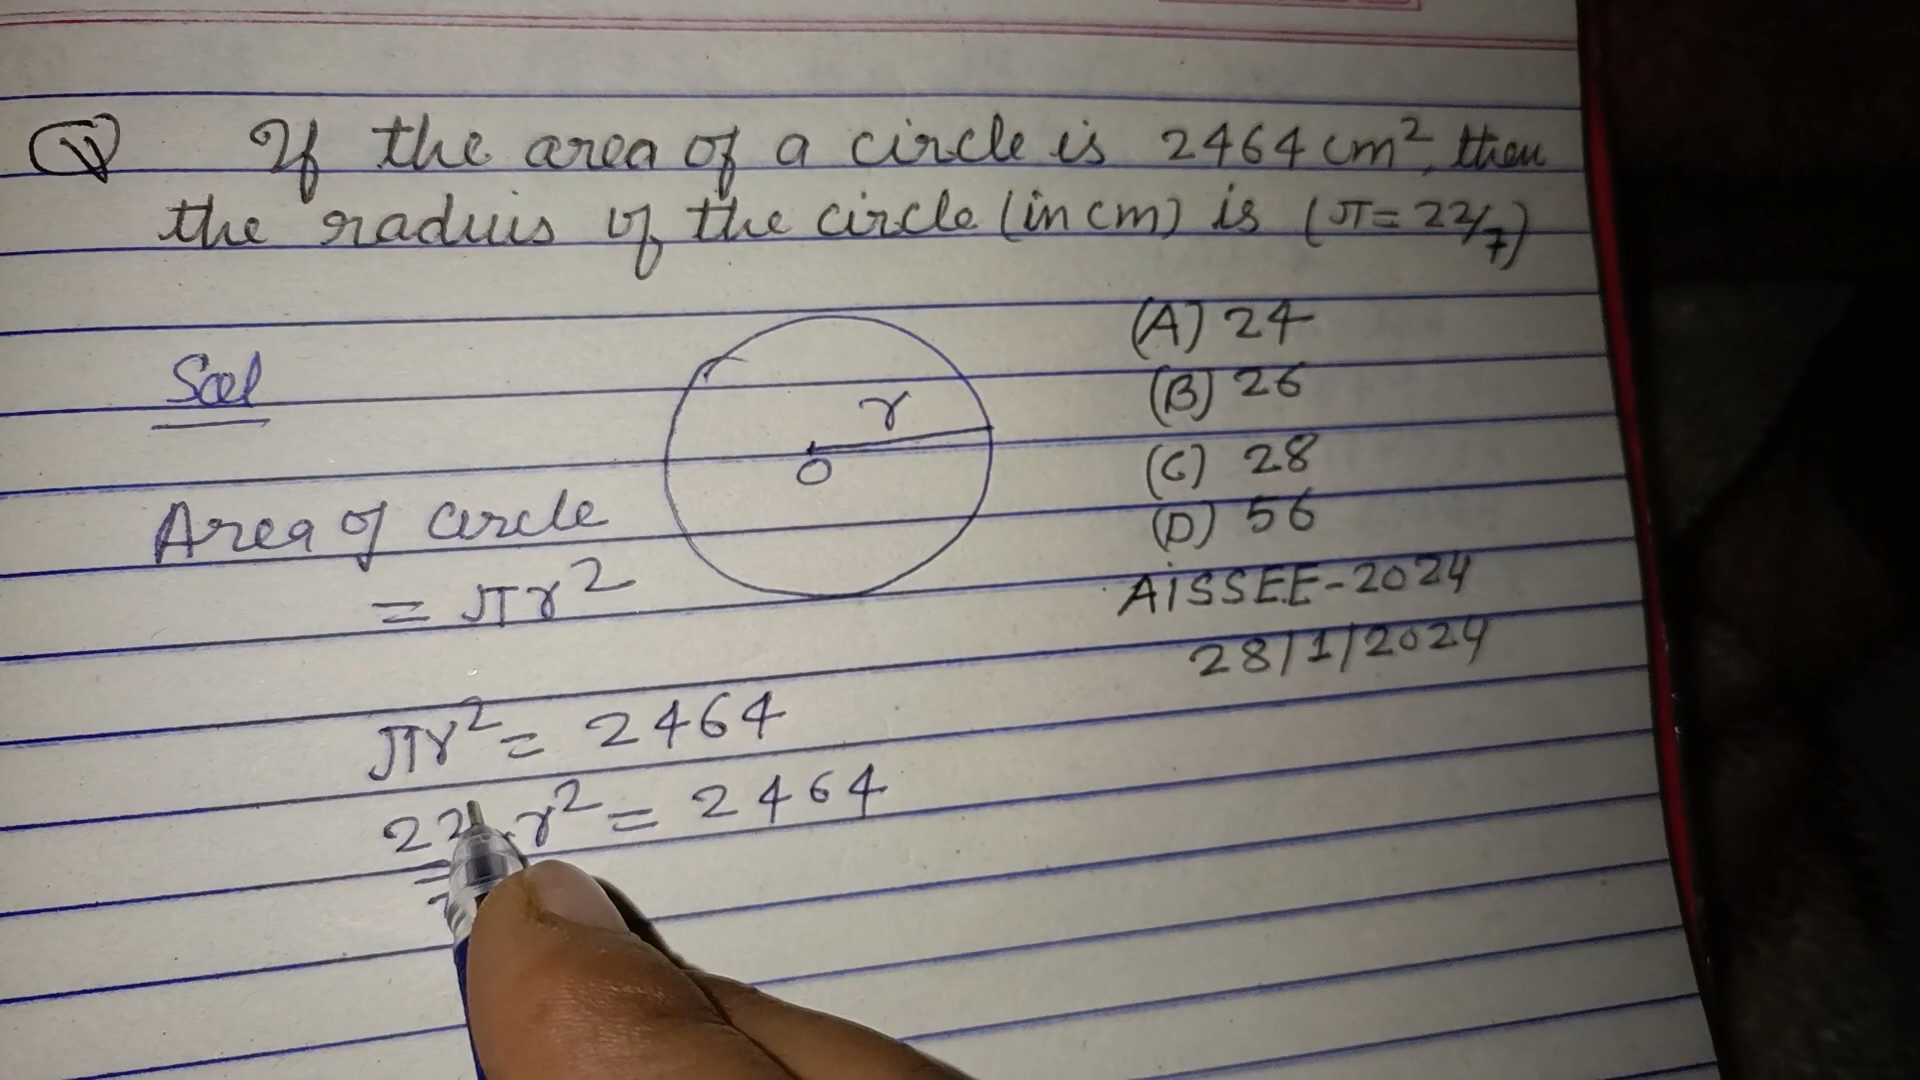 Q If the area of a circle is 2464 cm², then
the radius of the circle (in cm) is (π = 22/7)
(A) 24
(B) 26
(C) 28
(D) 56
AiSSEE-2024
28/1/2024
Sol
r
O
Area of circle
= πr²
πr² = 2464
22/7 . r² = 2464